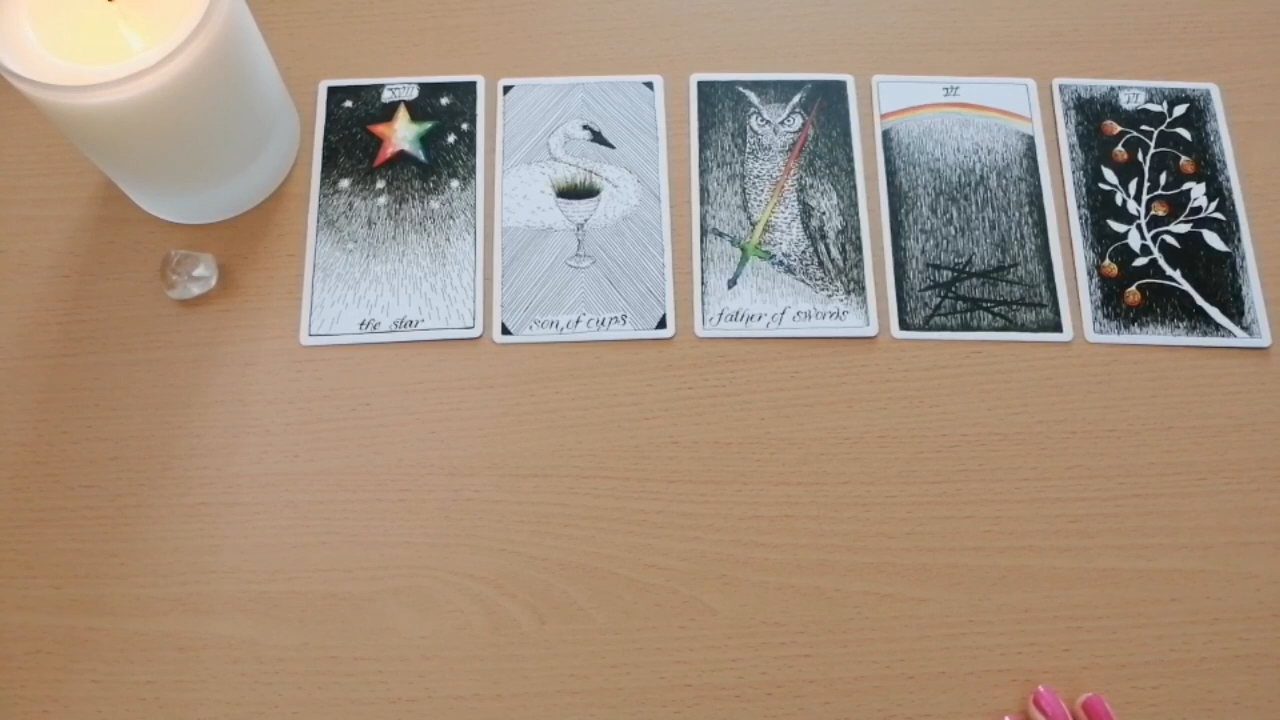 XVII
the star
son of cups
father of swords
VI
VI